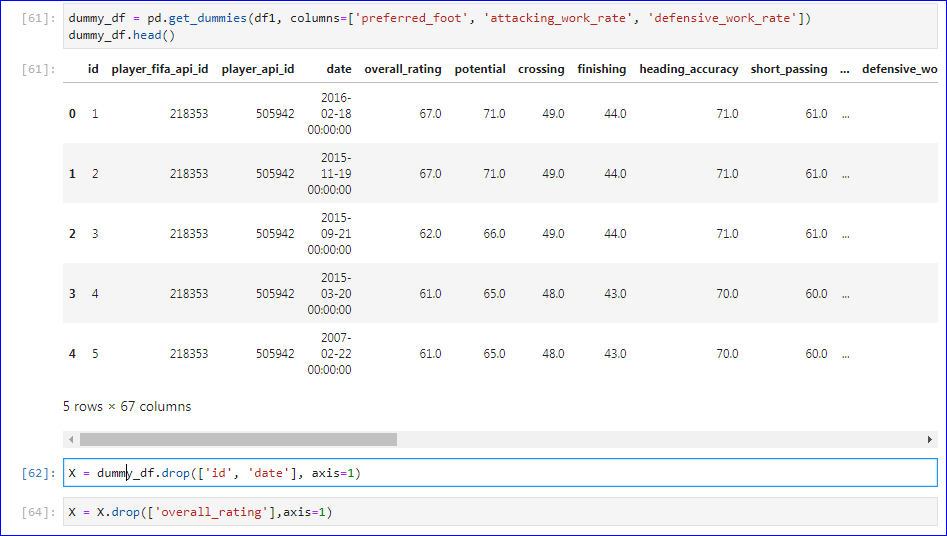 [61]: dummy_df = pd.get_dummies(df1, columns=['preferred_foot', 'attacking_work_rate', 'defensive_work_rate'])
dummy_df.head()
[61]: id player_fifa_api_id player_api_id date overall_rating potential crossing finishing heading_accuracy short_passing ... defensive_wo
2016-
0 1 218353 505942 02-18 67.0 71.0 49.0 44.0 71.0 61.0 ...
00:00:00
2015-
1 2 218353 505942 11-19 67.0 71.0 49.0 44.0 71.0 61.0 ...
00:00:00
2015-
2 3 218353 505942 09-21 62.0 66.0 49.0 44.0 71.0 61.0 ...
00:00:00
2015-
3 4 218353 505942 03-20 61.0 65.0 48.0 43.0 70.0 60.0 ...
00:00:00
2007-
4 5 218353 505942 02-22 61.0 65.0 48.0 43.0 70.0 60.0 ...
00:00:00
5 rows × 67 columns
[62]: X = dummy_df.drop(['id', 'date'], axis=1)
[64]: X = X.drop(['overall_rating'],axis=1)